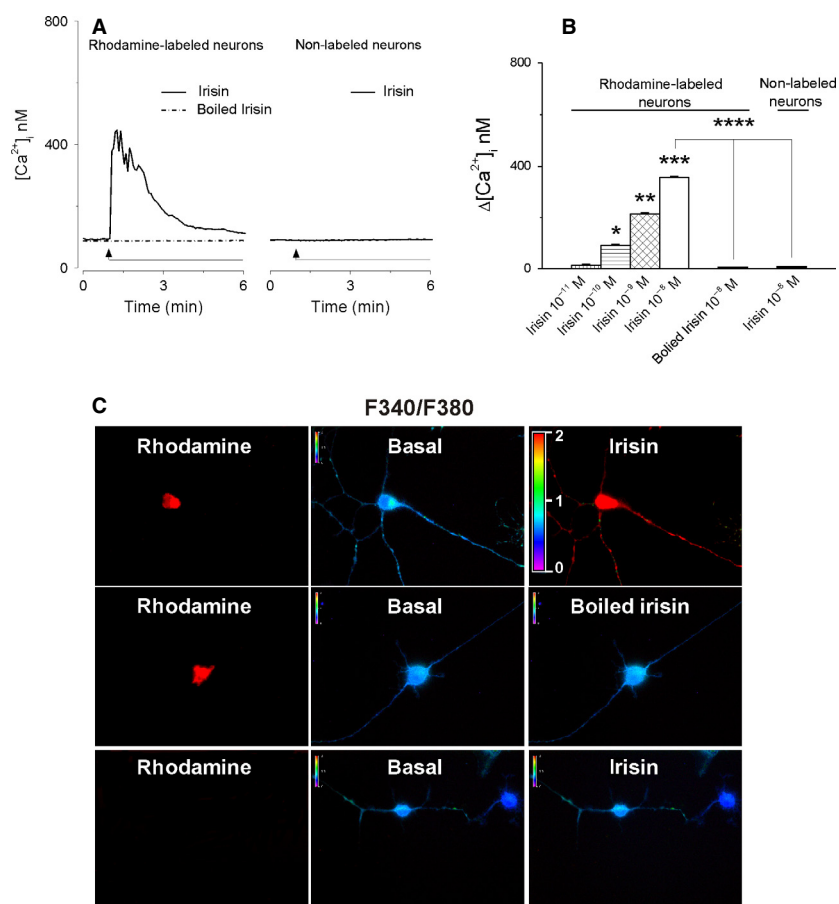 A
Rhodamine-labeled neurons
Non-labeled neurons
Irisin
Boiled Irisin
Irisin
[Ca²⁺]ᵢ nM
800
400
0
0 3 6
0 3 6
Time (min)
Time (min)
B
Rhodamine-labeled
neurons
Non-labeled
neurons
Δ[Ca²⁺]ᵢ nM
800
400
0
*
**
***
****
Irisin 10⁻¹¹ M
Irisin 10⁻¹⁰ M
Irisin 10⁻⁹ M
Irisin 10⁻⁸ M
Bolied Irisin 10⁻⁸ M
Irisin 10⁻⁸ M
C
F340/F380
Rhodamine
Basal
Irisin
2
1
0
Rhodamine
Basal
Boiled irisin
Rhodamine
Basal
Irisin